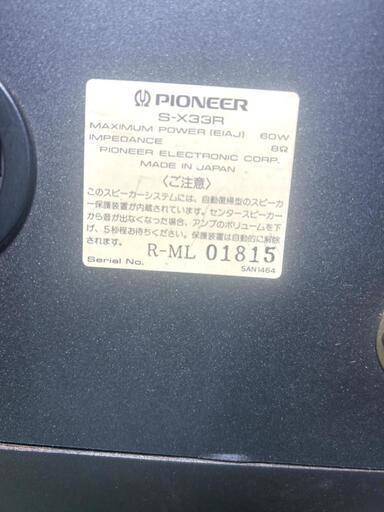 PIONEER
S-X33R
MAXIMUM POWER (EIAJ) 60W
IMPEDANCE 8Ω
PIONEER ELECTRONIC CORP.
MADE IN JAPAN
〈ご注意〉
このスピーカーシステムには、自動復帰型のスピーカ
ー保護装置が内蔵されています。センタースピーカー
から音が出なくなった場合、アンプのボリュームを下
げ、5秒程お待ちください。保護装置は自動的に解除
Serial No. R-ML 01815
SAN1464